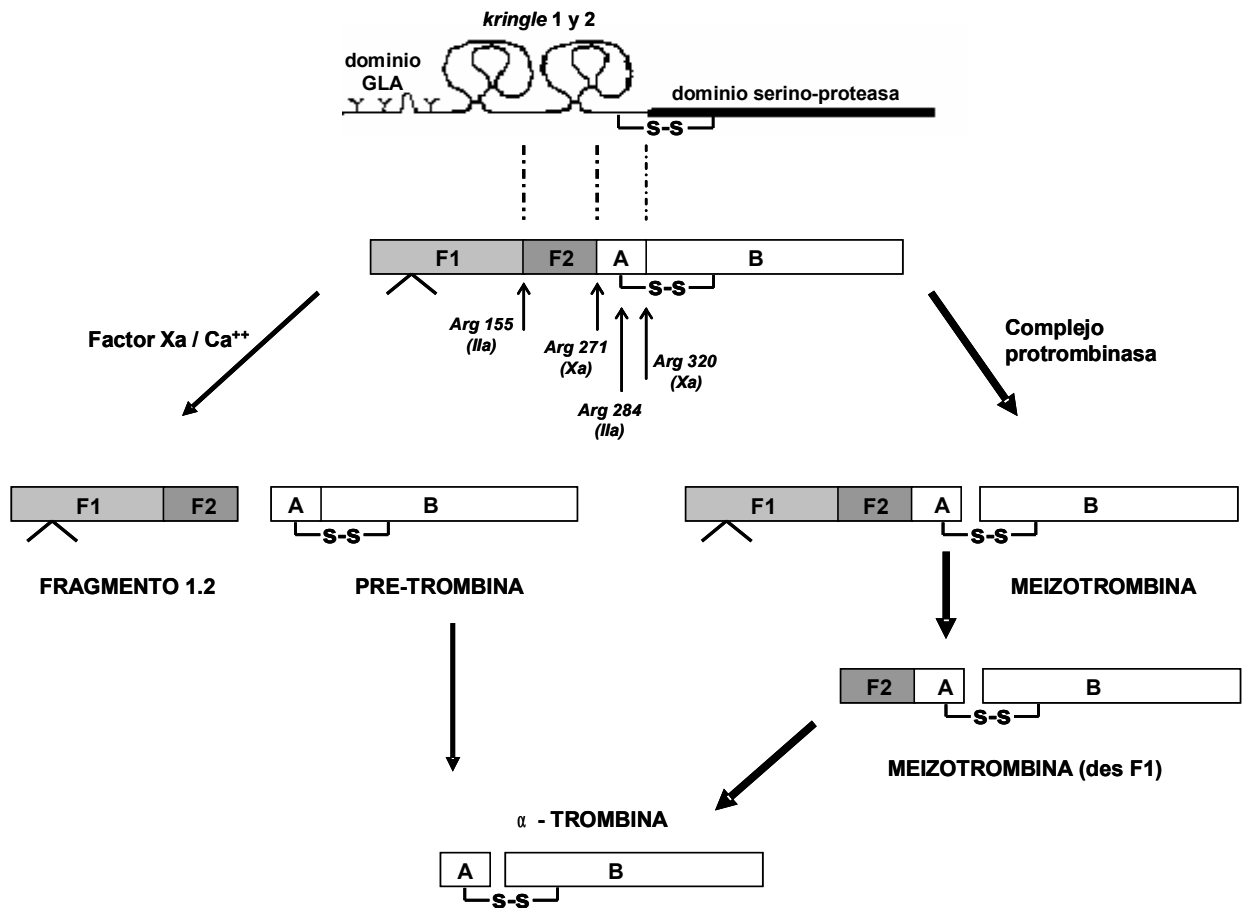 kringle 1 y 2
dominio
GLA
dominio serino-proteasa
S-S
F1 F2 A B
S-S
Arg 155
(IIa)
Arg 271
(Xa)
Arg 284
(IIa)
Arg 320
(Xa)
Factor Xa / Ca++
Complejo
protrombinasa
F1 F2 A B
S-S
FRAGMENTO 1.2
PRE-TROMBINA
F1 F2 A B
S-S
MEIZOTROMBINA
F2 A B
S-S
MEIZOTROMBINA (des F1)
α - TROMBINA
A B
S-S